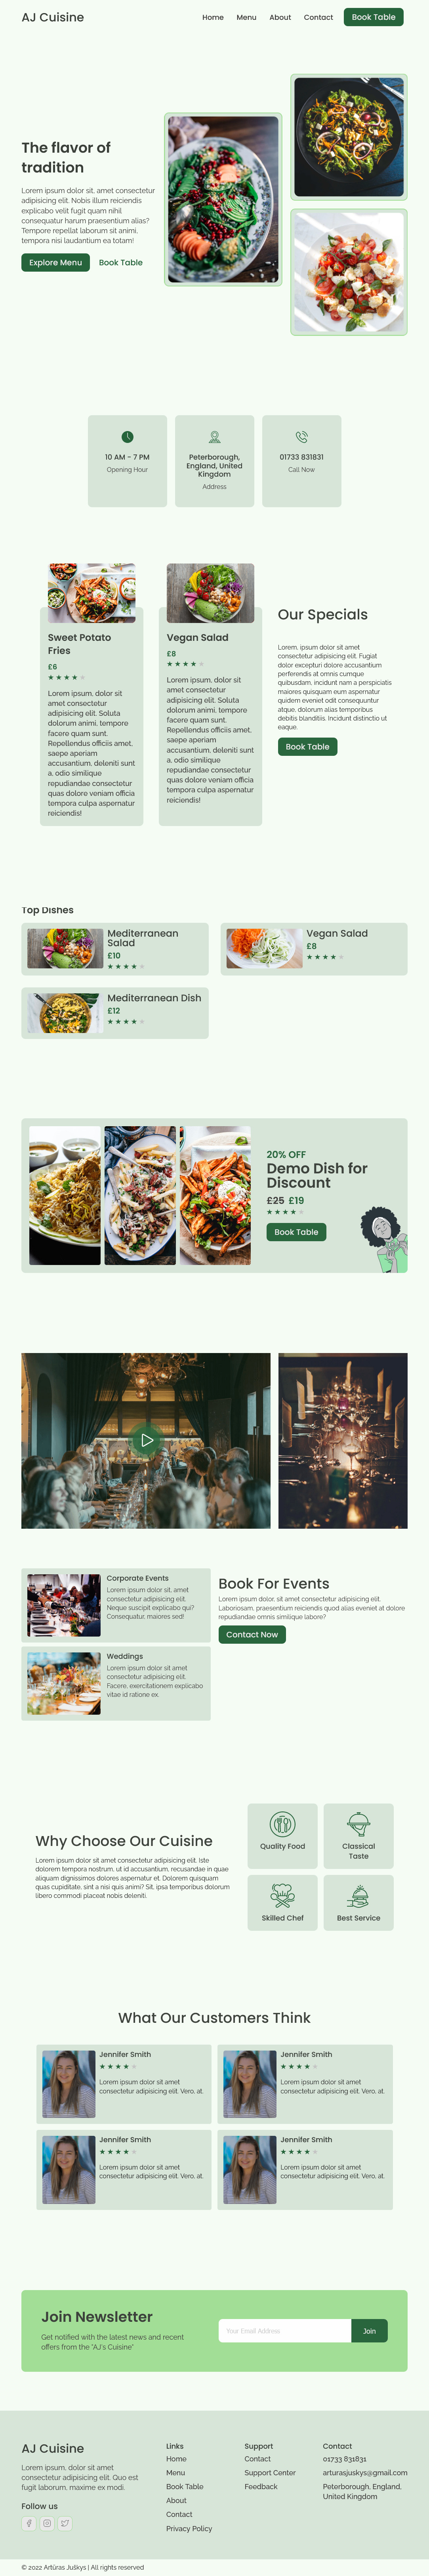 AJ Cuisine
Home
Menu
About
Contact
Book Table
The flavor of
tradition
Lorem ipsum dolor sit, amet consectetur
adipisicing elit. Nobis illum reiciendis
explicabo velit fugit quam nihil
consequatur harum praesentium alias?
Tempore repellat laborum sit animi,
tempora nisi laudantium ea totam!
Explore Menu
Book Table
10 AM - 7 PM
Opening Hour
Peterborough,
England, United
Kingdom
Address
01733 831831
Call Now
Sweet Potato
Fries
£6
Lorem ipsum, dolor sit
amet consectetur
adipisicing elit. Soluta
dolorum animi, tempore
facere quam sunt.
Repellendus officiis amet,
saepe aperiam
accusantium, deleniti sunt
a, odio similique
repudiandae consectetur
quas dolore veniam officia
tempora culpa aspernatur
reiciendis!
Vegan Salad
£8
Lorem ipsum, dolor sit
amet consectetur
adipisicing elit. Soluta
dolorum animi, tempore
facere quam sunt.
Repellendus officiis amet,
saepe aperiam
accusantium, deleniti sunt
a, odio similique
repudiandae consectetur
quas dolore veniam officia
tempora culpa aspernatur
reiciendis!
Our Specials
Lorem, ipsum dolor sit amet
consectetur adipisicing elit. Fugiat
dolor excepturi dolore accusantium
perferendis at omnis cumque
quibusdam, incidunt nam a perspiciatis
maiores quisquam eum aspernatur
quidem eveniet odit consequuntur
atque, dolorum alias temporibus
debitis blanditiis. Incidunt distinctio ut
eaque.
Book Table
Top Dishes
Mediterranean
Salad
£10
Vegan Salad
£8
Mediterranean Dish
£12
20% OFF
Demo Dish for
Discount
£25 £19
Book Table
Corporate Events
Lorem ipsum dolor sit, amet
consectetur adipisicing elit.
Neque suscipit explicabo qui?
Consequatur, maiores sed!
Weddings
Lorem ipsum dolor sit amet
consectetur adipisicing elit.
Facere, exercitationem explicabo
vitae id ratione ex.
Book For Events
Lorem ipsum dolor, sit amet consectetur adipisicing elit.
Laboriosam, praesentium reiciendis quod alias eveniet at dolore
repudiandae omnis similique labore?
Contact Now
Why Choose Our Cuisine
Lorem ipsum dolor sit amet consectetur adipisicing elit. Iste
dolorem tempora nostrum, ut id accusantium, recusandae in quae
aliquam dignissimos dolores aspernatur et. Dolorem quisquam
quas cupiditate, sint a nisi quis animi? Sit, ipsa temporibus dolorum
libero commodi placeat nobis deleniti.
Quality Food
Classical
Taste
Skilled Chef
Best Service
What Our Customers Think
Jennifer Smith
Lorem ipsum dolor sit amet
consectetur adipisicing elit. Vero, at.
Jennifer Smith
Lorem ipsum dolor sit amet
consectetur adipisicing elit. Vero, at.
Jennifer Smith
Lorem ipsum dolor sit amet
consectetur adipisicing elit. Vero, at.
Jennifer Smith
Lorem ipsum dolor sit amet
consectetur adipisicing elit. Vero, at.
Join Newsletter
Get notified with the latest news and recent
offers from the "AJ's Cuisine"
Your Email Address
Join
AJ Cuisine
Lorem, ipsum dolor sit amet
consectetur adipisicing elit. Quo est
fugit laborum, maxime ex modi.
Follow us
Links
Home
Menu
Book Table
About
Contact
Privacy Policy
Support
Contact
Support Center
Feedback
Contact
01733 831831
arturasjuskys@gmail.com
Peterborough, England,
United Kingdom
© 2022 Artūras Juškys | All rights reserved